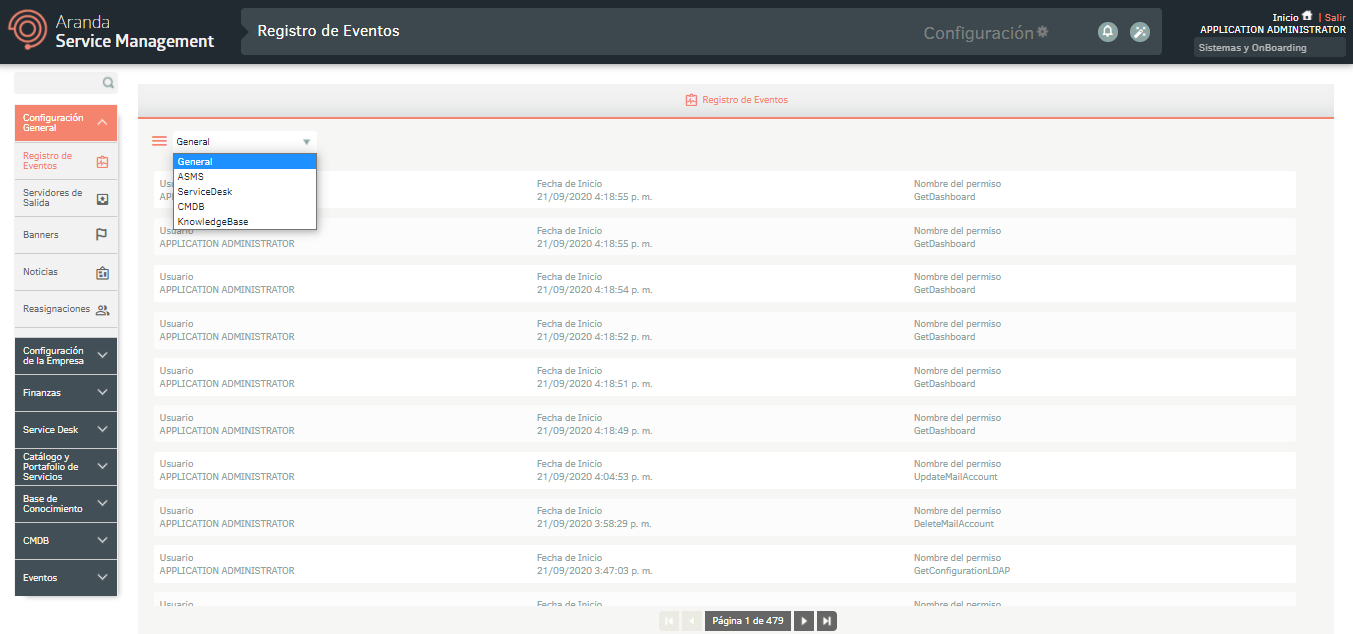 Aranda
Service Management
Registro de Eventos
Configuración
Inicio | Salir
APPLICATION ADMINISTRATOR
Sistemas y OnBoarding
Configuración
General
Registro de
Eventos
Servidores de
Salida
Banners
Noticias
Reasignaciones
Configuración
de la Empresa
Finanzas
Service Desk
Catálogo y
Portafolio de
Servicios
Base de
Conocimiento
CMDB
Eventos
Registro de Eventos
General
General
ASMS
ServiceDesk
CMDB
KnowledgeBase
Fecha de Inicio Nombre del permiso
21/09/2020 4:18:55 p. m. GetDashboard
Usuario Fecha de Inicio Nombre del permiso
APPLICATION ADMINISTRATOR 21/09/2020 4:18:55 p. m. GetDashboard
Usuario Fecha de Inicio Nombre del permiso
APPLICATION ADMINISTRATOR 21/09/2020 4:18:54 p. m. GetDashboard
Usuario Fecha de Inicio Nombre del permiso
APPLICATION ADMINISTRATOR 21/09/2020 4:18:52 p. m. GetDashboard
Usuario Fecha de Inicio Nombre del permiso
APPLICATION ADMINISTRATOR 21/09/2020 4:18:51 p. m. GetDashboard
Usuario Fecha de Inicio Nombre del permiso
APPLICATION ADMINISTRATOR 21/09/2020 4:18:49 p. m. GetDashboard
Usuario Fecha de Inicio Nombre del permiso
APPLICATION ADMINISTRATOR 21/09/2020 4:04:53 p. m. UpdateMailAccount
Usuario Fecha de Inicio Nombre del permiso
APPLICATION ADMINISTRATOR 21/09/2020 3:58:29 p. m. DeleteMailAccount
Usuario Fecha de Inicio Nombre del permiso
APPLICATION ADMINISTRATOR 21/09/2020 3:47:03 p. m. GetConfigurationLDAP
Usuario Fecha de Inicio Nombre del permiso
Página 1 de 479